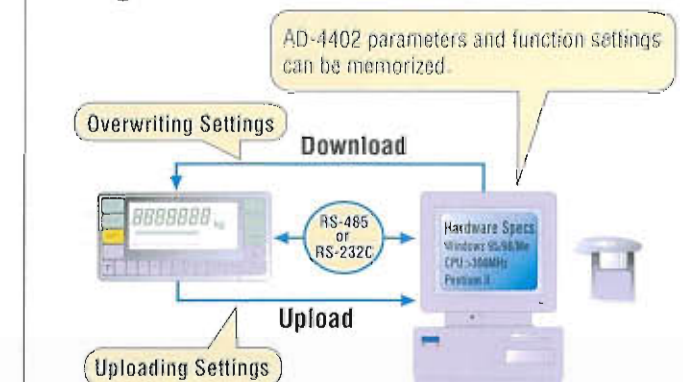 AD-4402 parameters and function settings
can be memorized.
Overwriting Settings
Download
8888888 kg
RS-485
or
RS-232C
Hardware Specs
Windows 95/98/Me
CPU:>300MHz
Pentium II
Upload
Uploading Settings